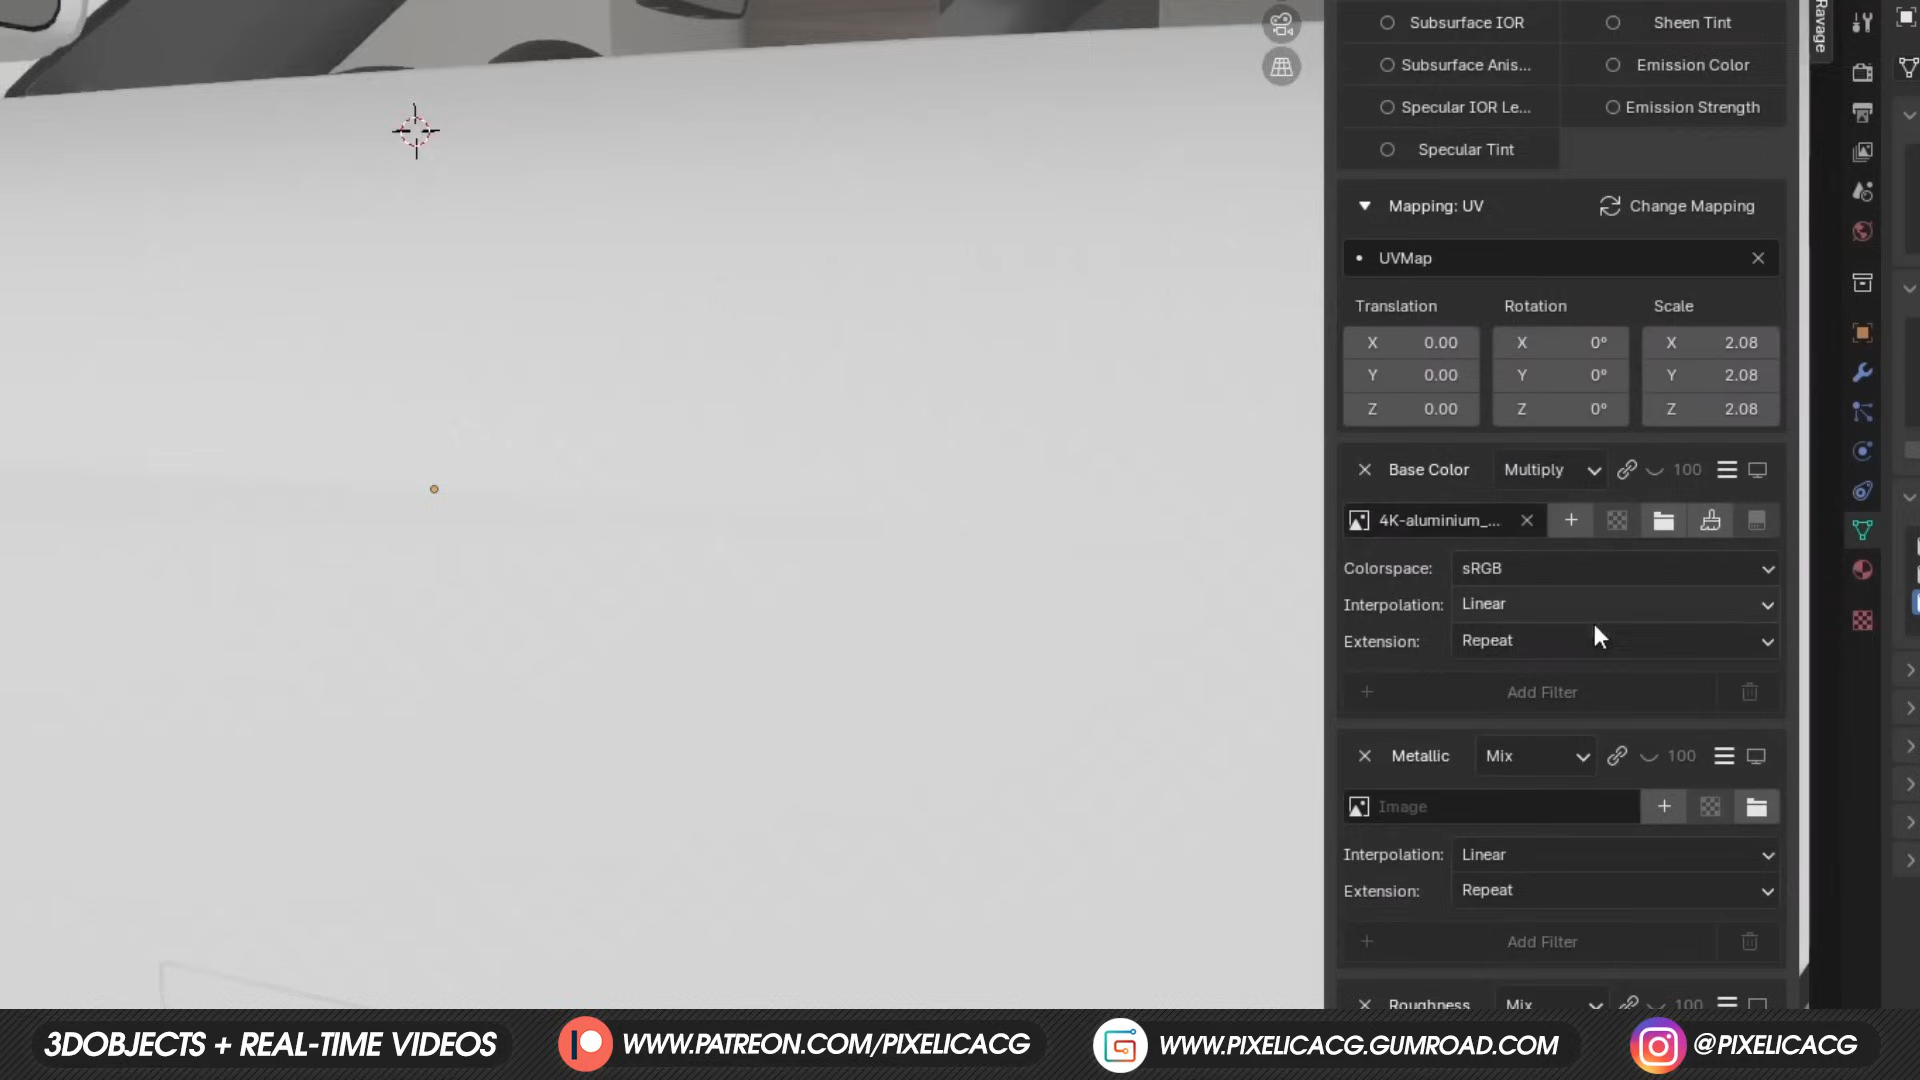 Ravage
Subsurface IOR
Sheen Tint
Subsurface Anis...
Emission Color
Specular IOR Le...
Emission Strength
Specular Tint
Mapping: UV
Change Mapping
UVMap
Translation
Rotation
Scale
X 0.00
X 0°
X 2.08
Y 0.00
Y 0°
Y 2.08
Z 0.00
Z 0°
Z 2.08
Base Color
Multiply
100
4K-aluminium_...
Colorspace: sRGB
Interpolation: Linear
Extension: Repeat
Add Filter
Metallic
Mix
100
Image
Interpolation: Linear
Extension: Repeat
Add Filter
Roughness
Mix
100
3DOBJECTS + REAL-TIME VIDEOS
WWW.PATREON.COM/PIXELICACG
WWW.PIXELICACG.GUMROAD.COM
@PIXELICACG